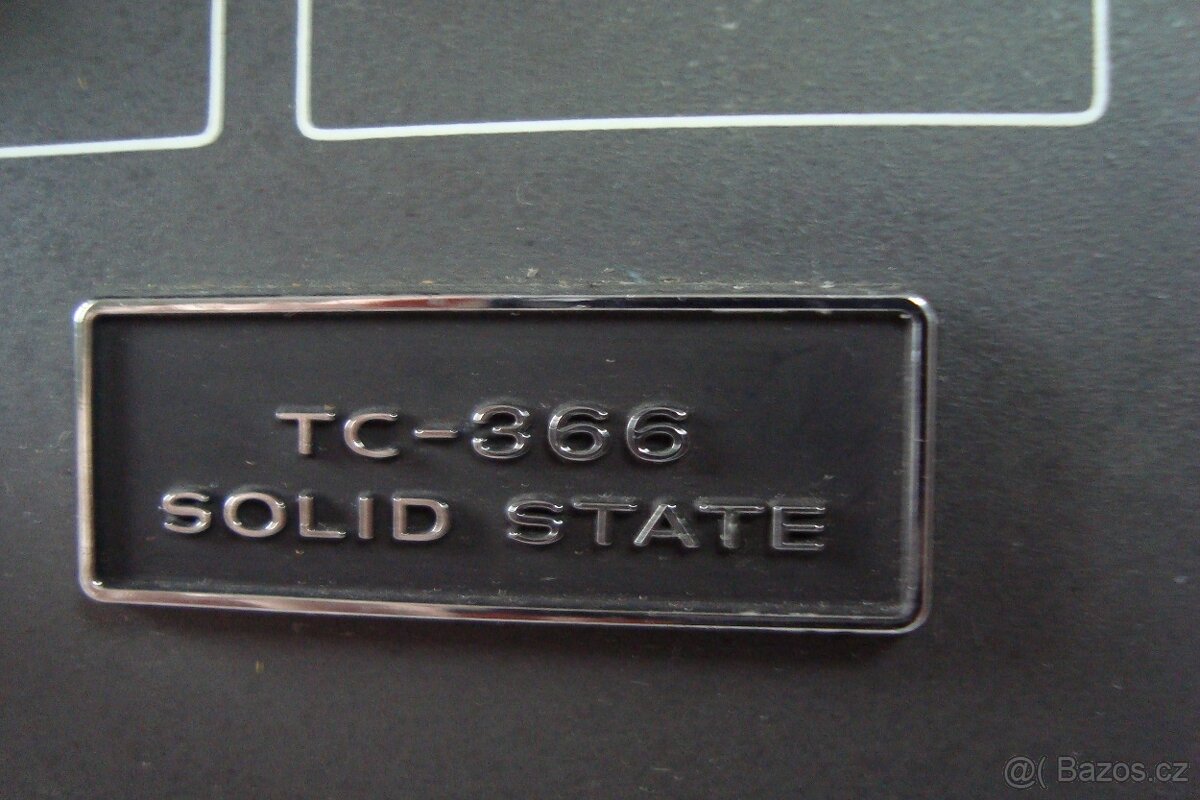 TC-366
SOLID STATE
@( Bazos.cz